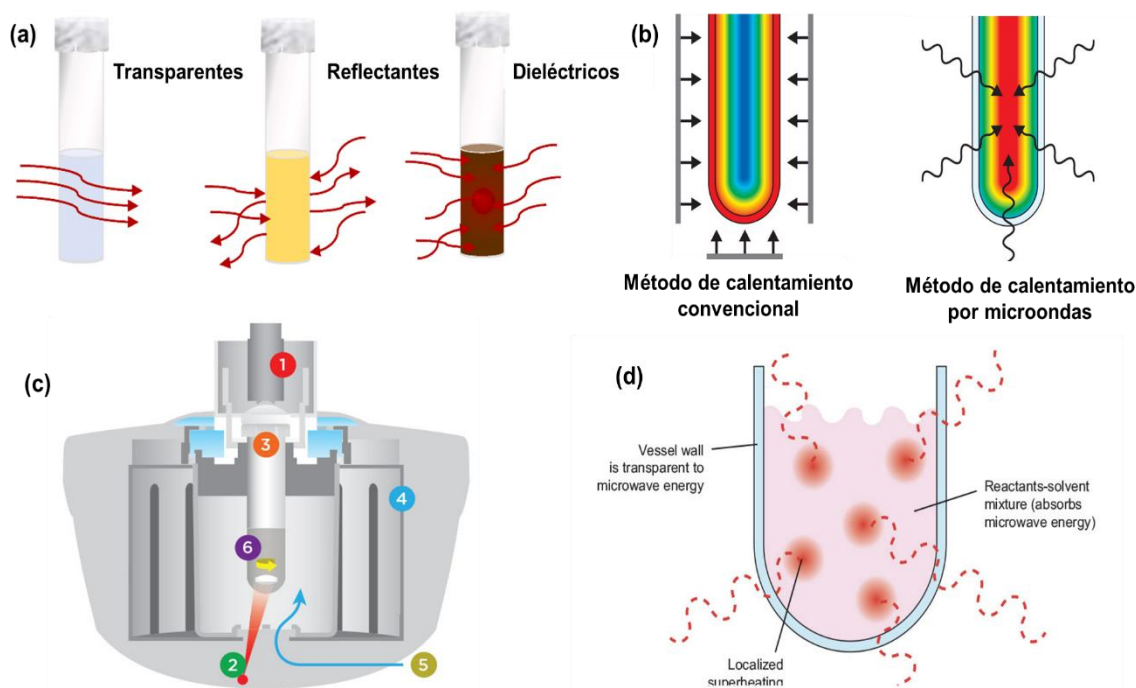 (a)
Transparentes
Reflectantes
Dieléctricos
(b)
Método de calentamiento
convencional
Método de calentamiento
por microondas
(c)
1
3
4
6
2
5
(d)
Vessel wall
is transparent to
microwave energy
Reactants-solvent
mixture (absorbs
microwave energy)
Localized
superheating